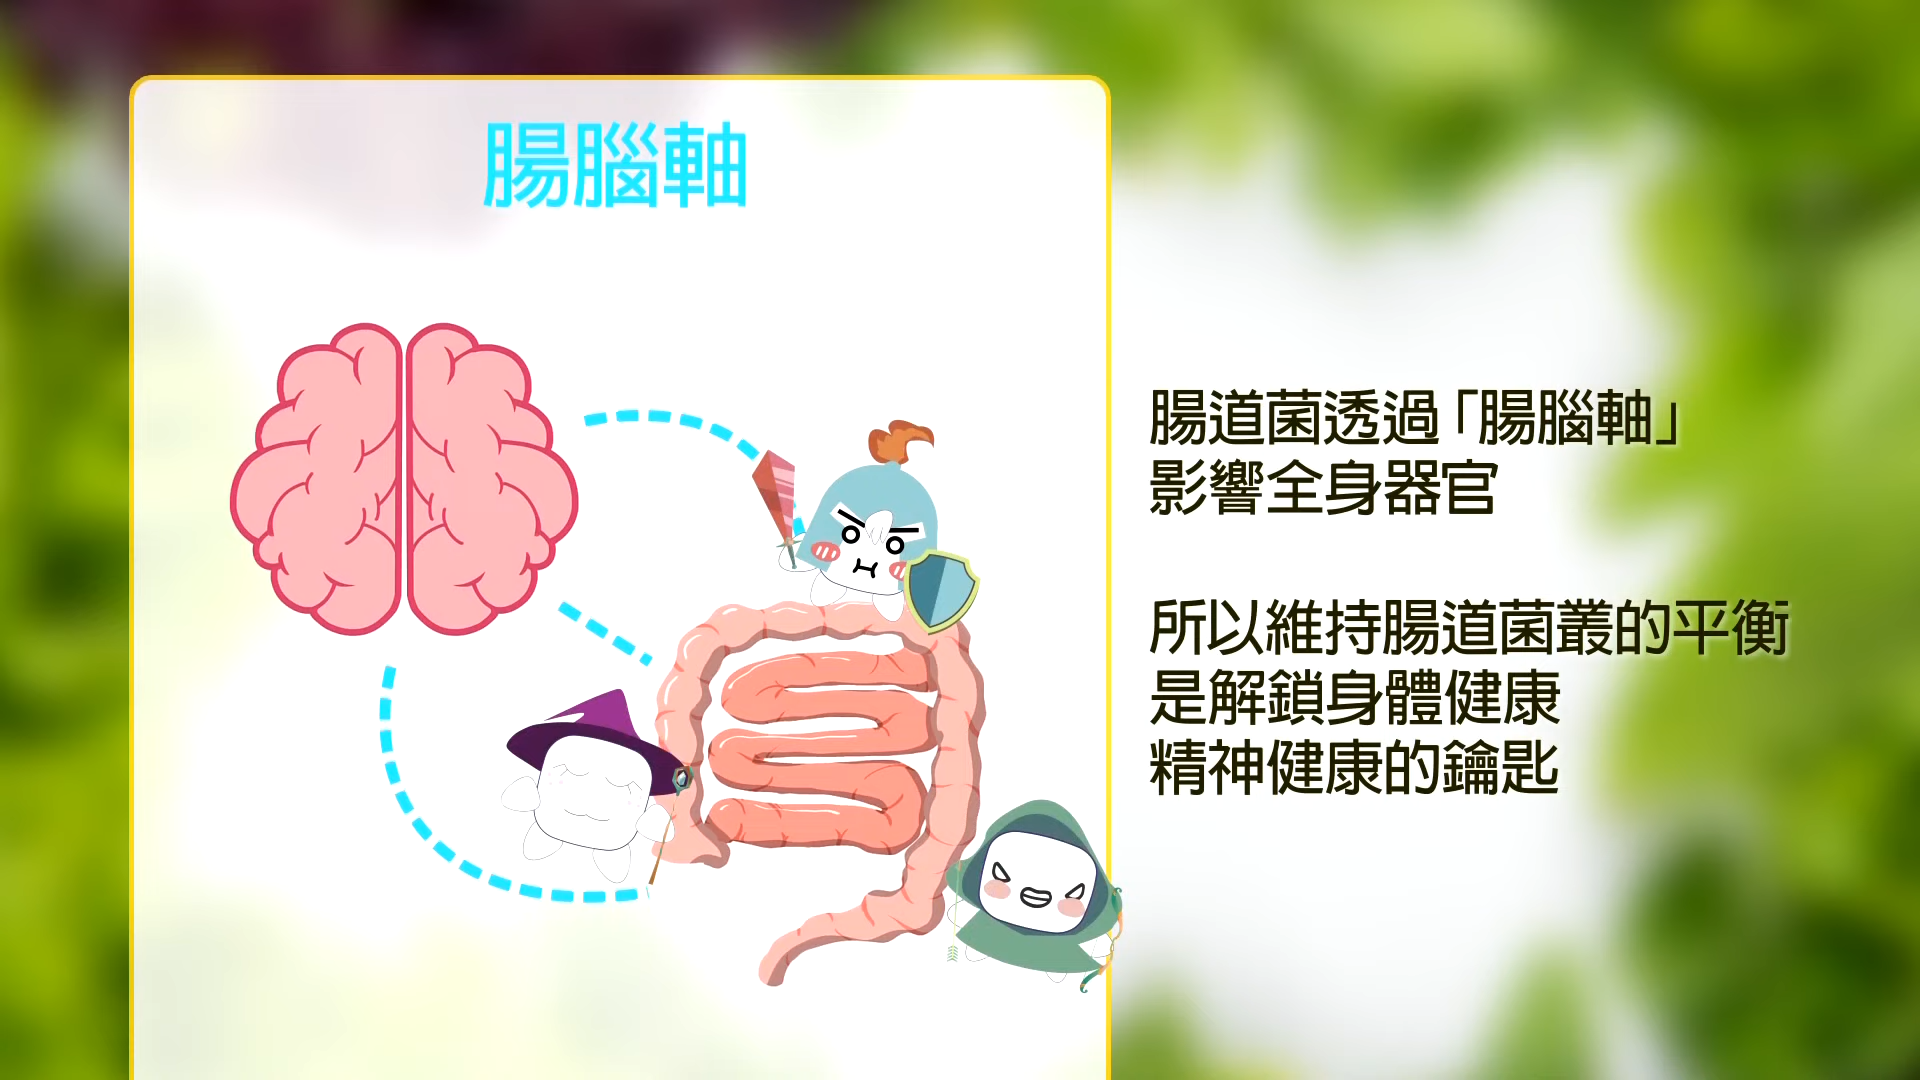 腸腦軸
腸道菌透過「腸腦軸」
影響全身器官
所以維持腸道菌叢的平衡
是解鎖身體健康
精神健康的鑰匙